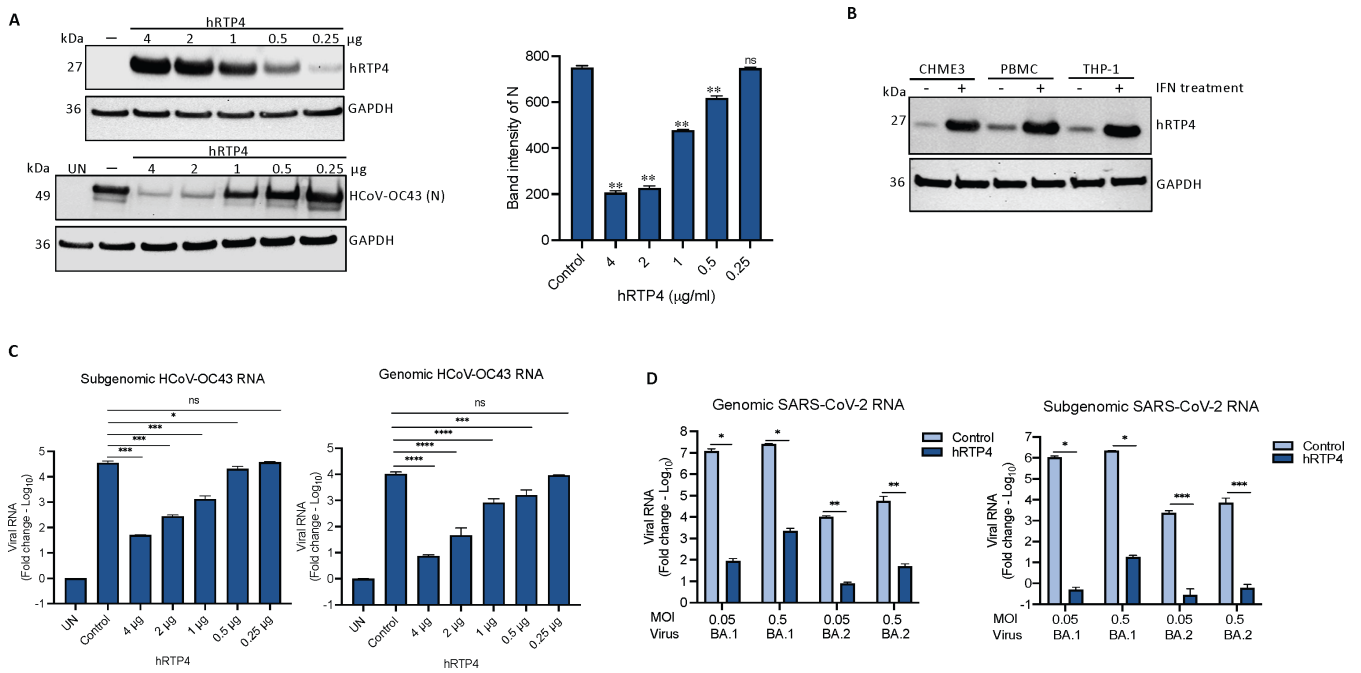 A
hRTP4
kDa — 4 2 1 0.5 0.25 μg
27 hRTP4
36 GAPDH
hRTP4
kDa UN — 4 2 1 0.5 0.25 μg
49 HCoV-OC43 (N)
36 GAPDH
Band intensity of N
800
600
400
200
0
** ** ** ** ns
Control 4 2 1 0.5 0.25
hRTP4 (μg/ml)
B
CHME3 PBMC THP-1
kDa - + - + - + IFN treatment
27 hRTP4
36 GAPDH
C
Subgenomic HCoV-OC43 RNA
ns
*
***
***
***
Viral RNA
(Fold change - Log10)
5
4
3
2
1
0
-1
UN Control 4 μg 2 μg 1 μg 0.5 μg 0.25 μg
hRTP4
Genomic HCoV-OC43 RNA
ns
***
****
****
****
Viral RNA
(Fold change - Log10)
5
4
3
2
1
0
-1
UN Control 4 μg 2 μg 1 μg 0.5 μg 0.25 μg
hRTP4
D
Genomic SARS-CoV-2 RNA
Control
hRTP4
Viral RNA
(Fold change - Log10)
8
7
6
5
4
3
2
1
0
* * ** **
MOI 0.05 0.5 0.05 0.5
Virus BA.1 BA.1 BA.2 BA.2
Subgenomic SARS-CoV-2 RNA
Control
hRTP4
Viral RNA
(Fold change - Log10)
7
6
5
4
3
2
1
0
-1
* * *** ***
MOI 0.05 0.5 0.05 0.5
Virus BA.1 BA.1 BA.2 BA.2